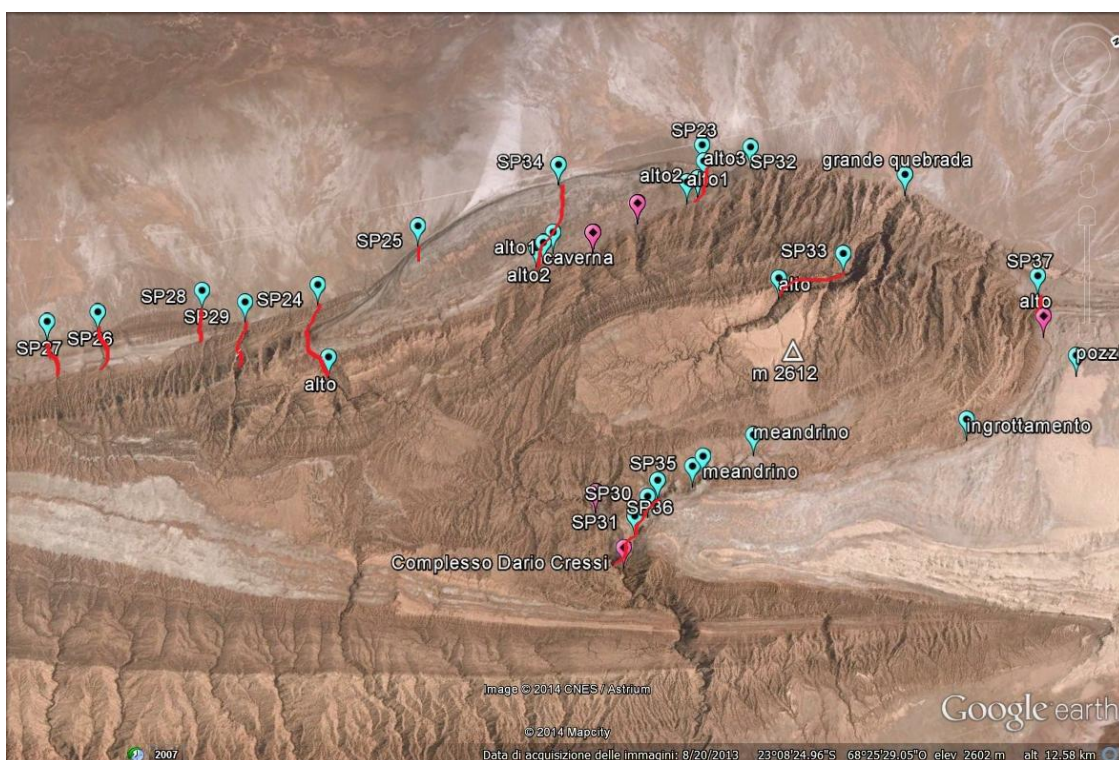 SP23
alto3
SP32
SP34
alto2
alto1
grande quebrada
SP25
alto1
caverna
alto2
SP33
alto
SP37
alto
SP28
SP29
SP24
SP26
SP27
alto
m 2612
pozzi
ingrottamento
meandrino
meandrino
SP35
SP30
SP36
SP31
Complesso Dario Cressi
Image © 2014 CNES / Astrium
Google earth
© 2014 Mapcity
2007
Data di acquisizione delle immagini: 8/20/2013 23°08'24.96"S 68°25'29.05"O elev 2602 m alt 12.58 km